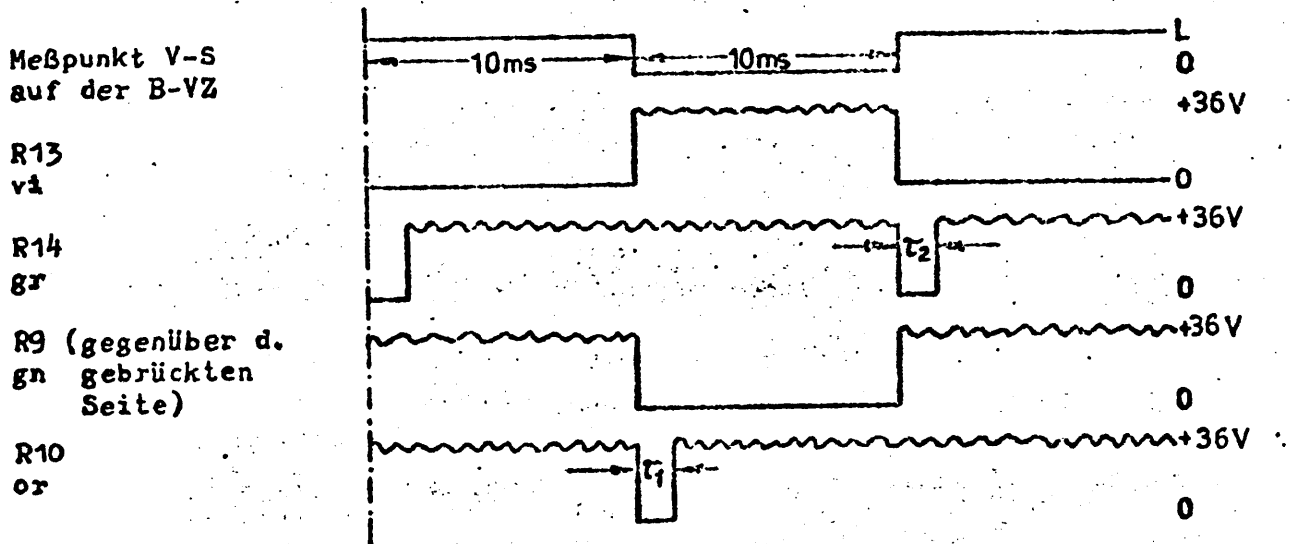 Meßpunkt V-S
auf der B-VZ
L
10ms
10ms
0
+36V
R13
vi
0
+36V
R14
gr
τ2
0
R9 (gegenüber d.
gn gebrückten
Seite)
+36V
0
R10
or
+36V
τ1
0